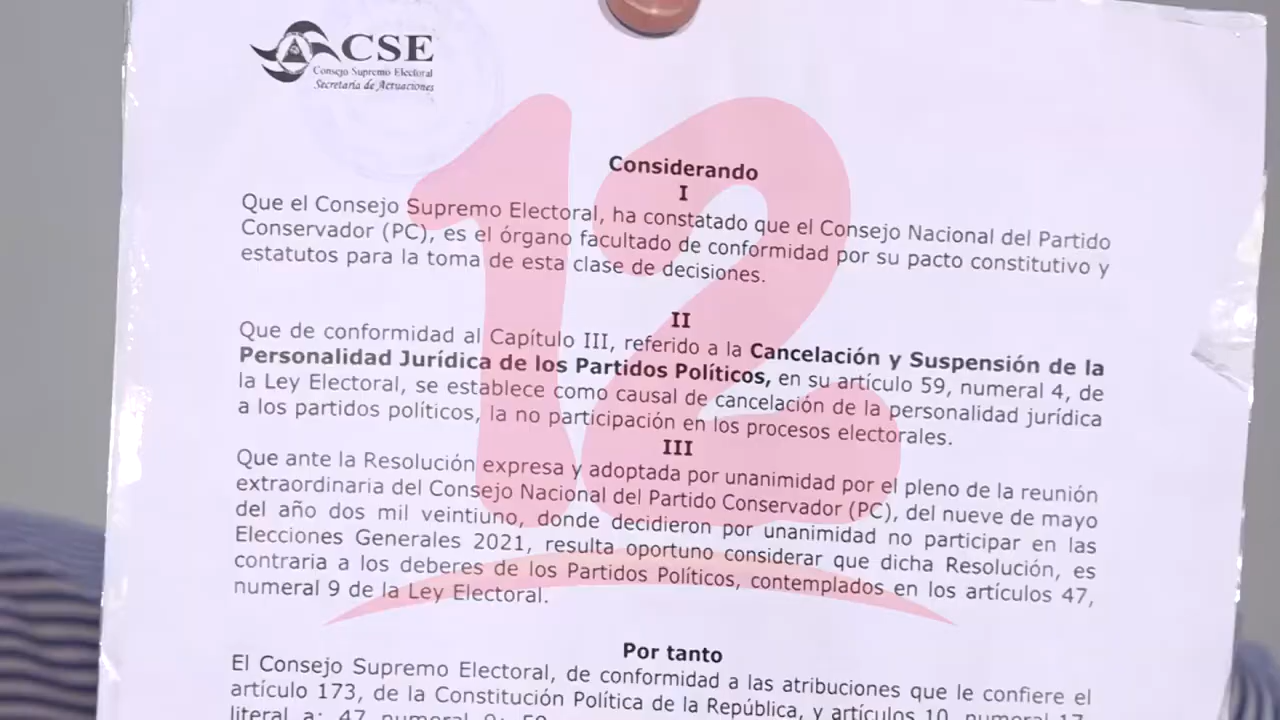 CSE
Consejo Supremo Electoral
Secretaria de Actuaciones
12
Considerando
I
Que el Consejo Supremo Electoral, ha constatado que el Consejo Nacional del Partido
Conservador (PC), es el órgano facultado de conformidad por su pacto constitutivo y
estatutos para la toma de esta clase de decisiones.
II
Que de conformidad al Capítulo III, referido a la Cancelación y Suspensión de la
Personalidad Jurídica de los Partidos Políticos, en su artículo 59, numeral 4, de
la Ley Electoral, se establece como causal de cancelación de la personalidad jurídica
a los partidos políticos, la no participación en los procesos electorales.
III
Que ante la Resolución expresa y adoptada por unanimidad por el pleno de la reunión
extraordinaria del Consejo Nacional del Partido Conservador (PC), del nueve de mayo
del año dos mil veintiuno, donde decidieron por unanimidad no participar en las
Elecciones Generales 2021, resulta oportuno considerar que dicha Resolución, es
contraria a los deberes de los Partidos Políticos, contemplados en los artículos 47,
numeral 9 de la Ley Electoral.
Por tanto
El Consejo Supremo Electoral, de conformidad a las atribuciones que le confiere el
artículo 173, de la Constitución Política de la República, y artículos 10, numeral 17,
literal a; 47 numeral 9; 59